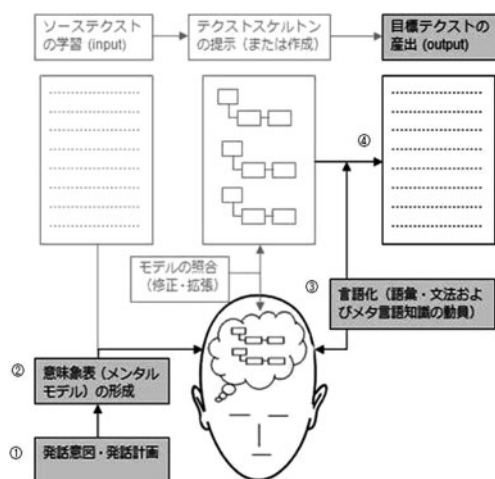 ソーステクストの
学習 (input)
テクストスケルトン
の提示（または作成）
目標テクストの
産出 (output)
④
モデルの照合
（修正・拡張）
③
言語化（語彙・文法およ
びメタ言語知識の動員）
②
意味象表（メンタル
モデル）の形成
①
発話意図・発話計画